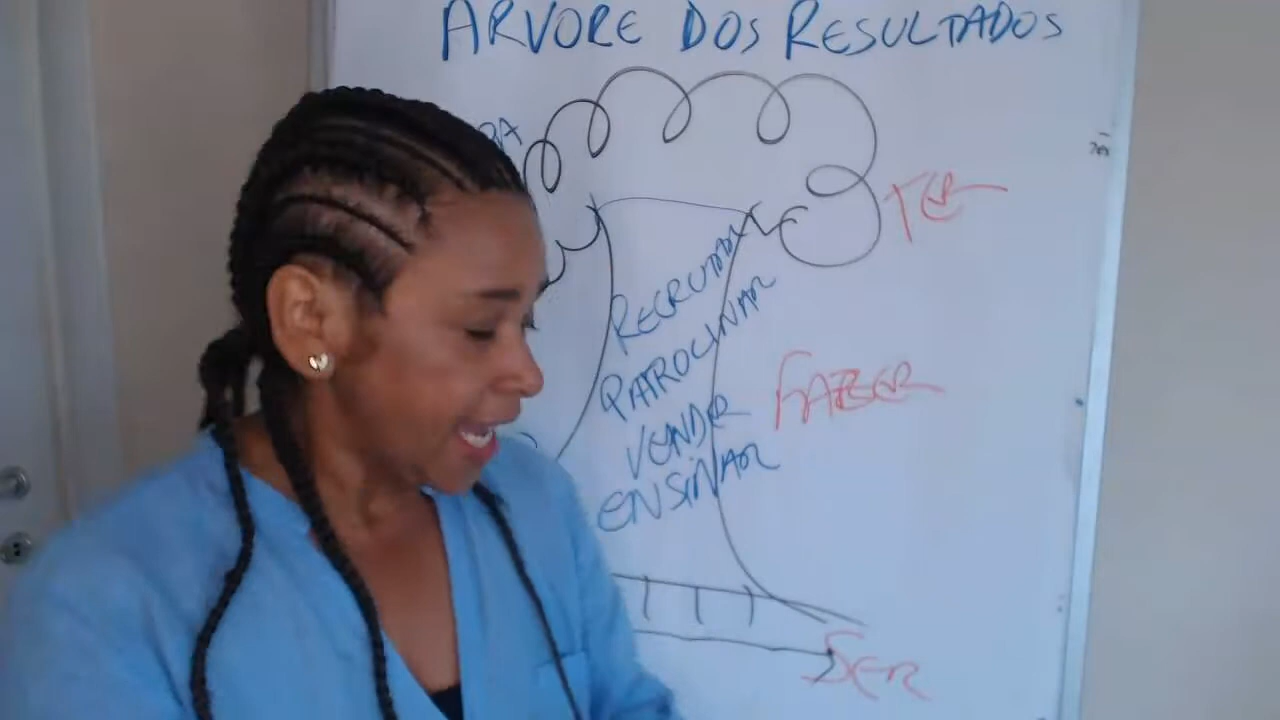 ARVORE DOS RESULTADOS
TER
RECRUTAR
PATROCINAR
VENDER
ENSINAR
FAZER
SER